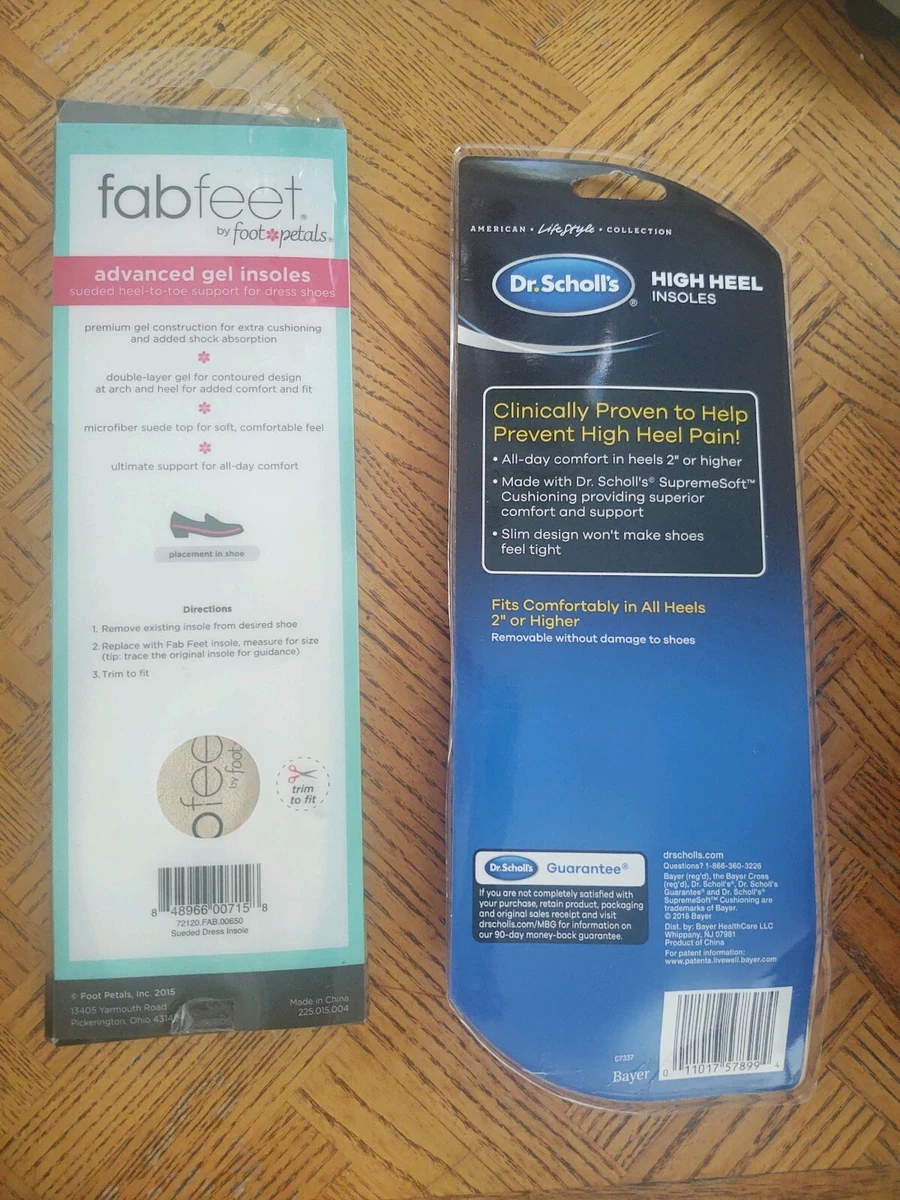 fabfeet®
by foot petals®
advanced gel insoles
sueded heel-to-toe support for dress shoes
premium gel construction for extra cushioning
and added shock absorption
double-layer gel for contoured design
at arch and heel for added comfort and fit
microfiber suede top for soft, comfortable feel
ultimate support for all-day comfort
placement in shoe
Directions
1. Remove existing insole from desired shoe
2. Replace with Fab Feet insole, measure for size
(tip: trace the original insole for guidance)
3. Trim to fit
ofee
by foot
trim
to fit
8 48966 00715 8
72120.FAB.00650
Sueded Dress Insole
© Foot Petals, Inc. 2015
13405 Yarmouth Road
Pickerington, Ohio 43147
Made in China
225.015.004
AMERICAN • LifeStyle • COLLECTION
Dr.Scholl's®
HIGH HEEL
INSOLES
Clinically Proven to Help
Prevent High Heel Pain!
• All-day comfort in heels 2" or higher
• Made with Dr. Scholl's® SupremeSoft™
Cushioning providing superior
comfort and support
• Slim design won't make shoes
feel tight
Fits Comfortably in All Heels
2" or Higher
Removable without damage to shoes
Dr.Scholl's Guarantee®
If you are not completely satisfied with
your purchase, retain product, packaging
and original sales receipt and visit
drscholls.com/MBG for information on
our 90-day money-back guarantee.
drscholls.com
Questions? 1-866-360-3226
Bayer (reg'd), the Bayer Cross
(reg'd), Dr. Scholl's®, Dr. Scholl's
Guarantee® and Dr. Scholl's®
SupremeSoft™ Cushioning are
trademarks of Bayer.
© 2018 Bayer
Dist. by: Bayer HealthCare LLC
Whippany, NJ 07981
Product of China
For patent information:
www.patents.livewell.bayer.com
C7337
Bayer
0 11017 57899 4